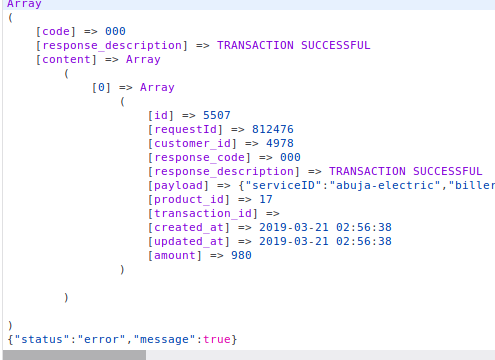 Array
(
[code] => 000
[response_description] => TRANSACTION SUCCESSFUL
[content] => Array
(
[0] => Array
(
[id] => 5507
[requestId] => 812476
[customer_id] => 4978
[response_code] => 000
[response_description] => TRANSACTION SUCCESSFUL
[payload] => {"serviceID":"abuja-electric","biller
[product_id] => 17
[transaction_id] =>
[created_at] => 2019-03-21 02:56:38
[updated_at] => 2019-03-21 02:56:38
[amount] => 980
)
)
)
{"status":"error","message":true}